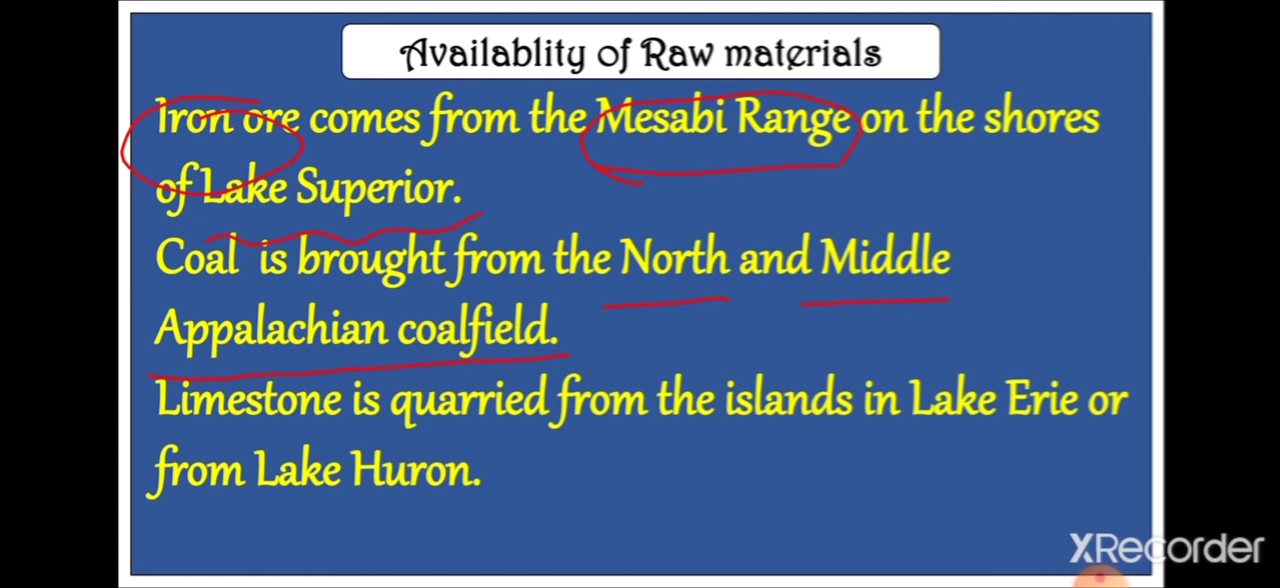 Availablity of Raw materials
Iron ore comes from the Mesabi Range on the shores
of Lake Superior.
Coal is brought from the North and Middle
Appalachian coalfield.
Limestone is quarried from the islands in Lake Erie or
from Lake Huron.
XRecorder